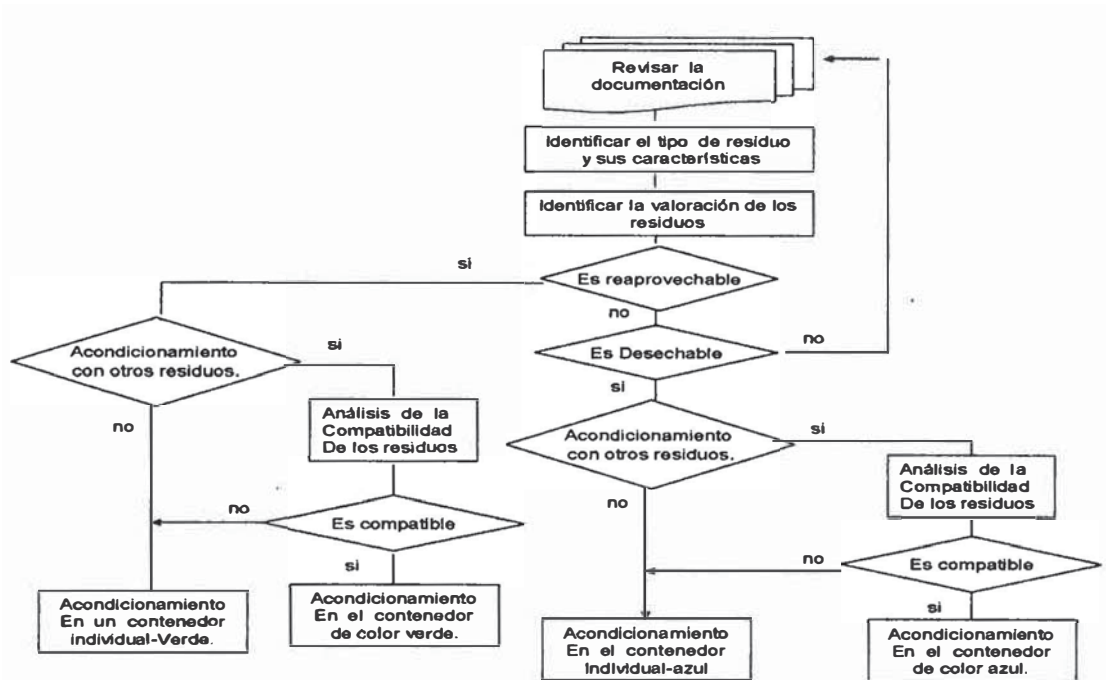 Revisar la
documentación
Identificar el tipo de residuo
y sus características
Identificar la valoración de los
residuos
si
Es reaprovechable
no
Es Desechable
no
si
Acondicionamiento
con otros residuos.
si
no
Análisis de la
Compatibilidad
De los residuos
no
Es compatible
si
Acondicionamiento
En un contenedor
individual-Verde.
Acondicionamiento
En el contenedor
de color verde.
Acondicionamiento
con otros residuos.
si
no
Análisis de la
Compatibilidad
De los residuos
no
Es compatible
si
Acondicionamiento
En el contenedor
individual-azul
Acondicionamiento
En el contenedor
de color azul.